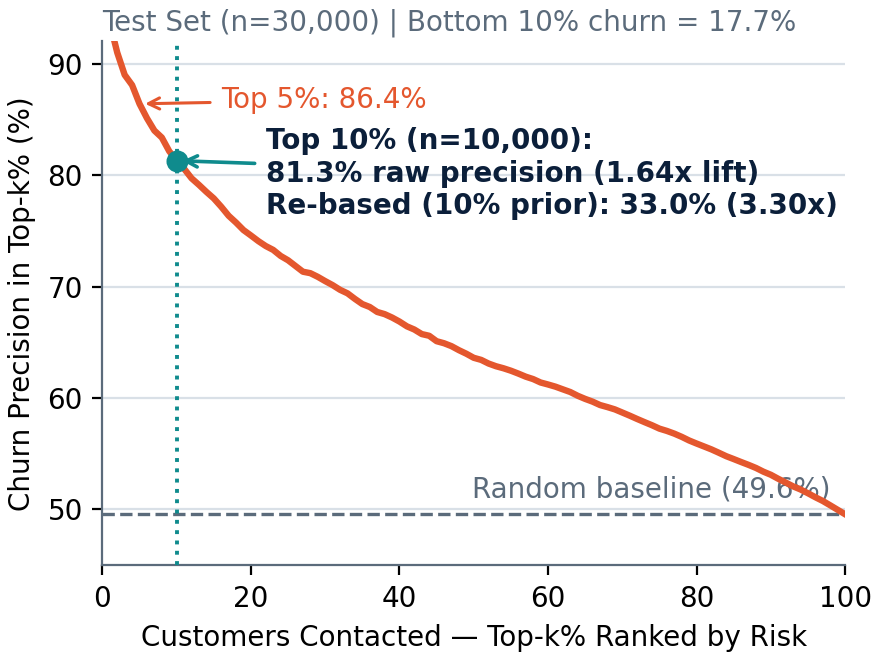 Test Set (n=30,000) | Bottom 10% churn = 17.7%
Churn Precision in Top-k% (%)
90
80
70
60
50
Top 5%: 86.4%
Top 10% (n=10,000):
81.3% raw precision (1.64x lift)
Re-based (10% prior): 33.0% (3.30x)
Random baseline (49.6%)
0 20 40 60 80 100
Customers Contacted — Top-k% Ranked by Risk